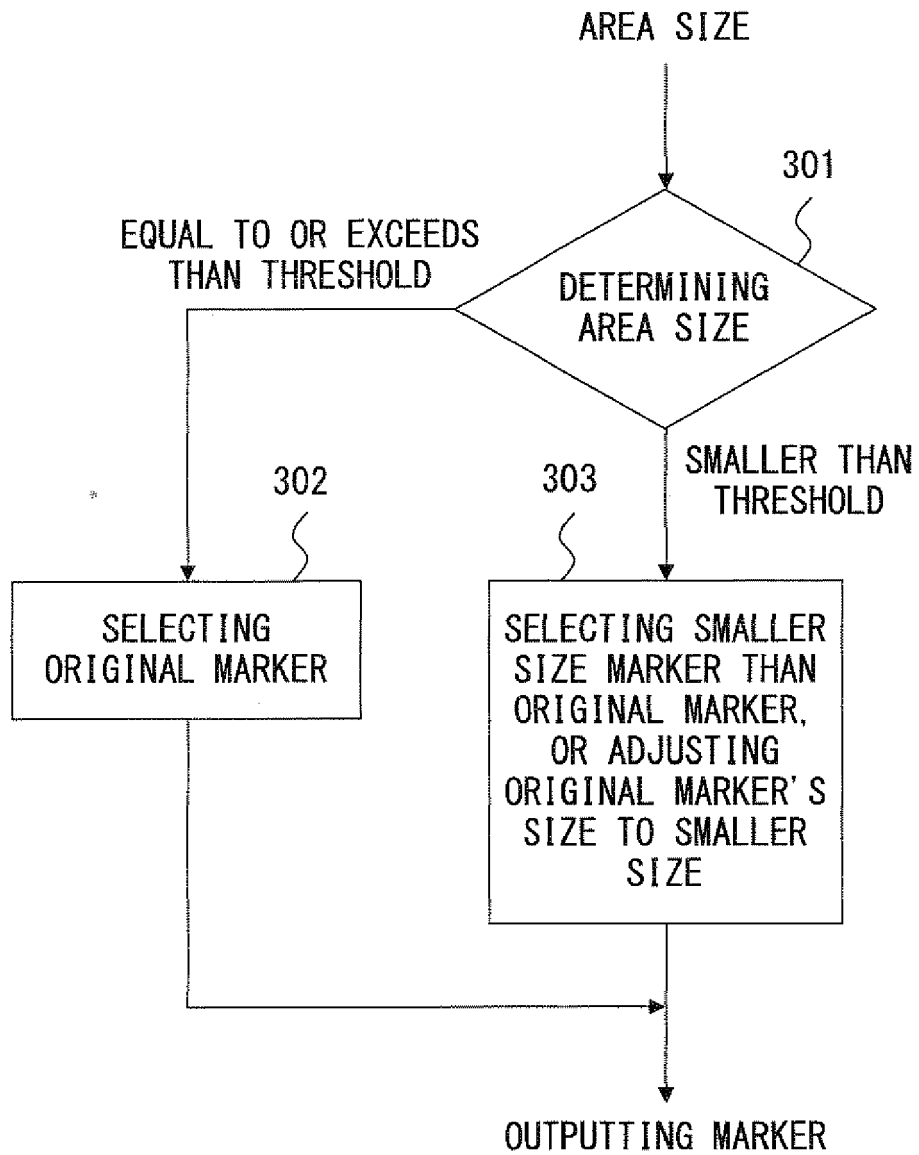 AREA SIZE
301
EQUAL TO OR EXCEEDS
THAN THRESHOLD
DETERMINING
AREA SIZE
SMALLER THAN
THRESHOLD
302
303
SELECTING
ORIGINAL MARKER
SELECTING SMALLER
SIZE MARKER THAN
ORIGINAL MARKER,
OR ADJUSTING
ORIGINAL MARKER'S
SIZE TO SMALLER
SIZE
OUTPUTTING MARKER